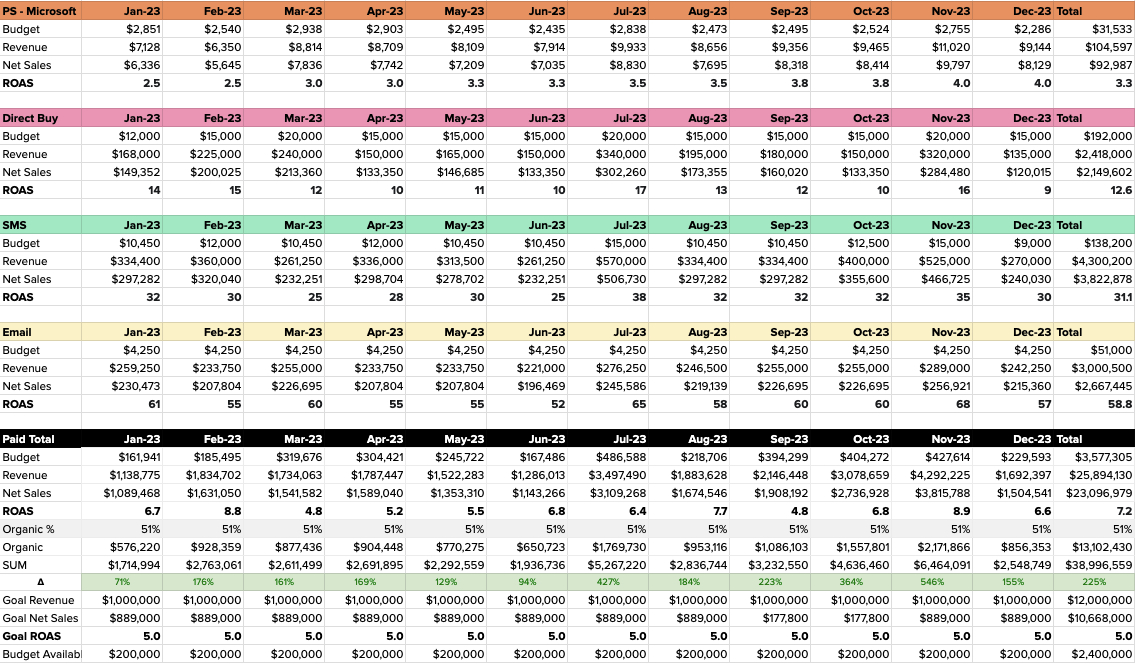 PS - Microsoft Jan-23 Feb-23 Mar-23 Apr-23 May-23 Jun-23 Jul-23 Aug-23 Sep-23 Oct-23 Nov-23 Dec-23 Total
Budget $2,851 $2,540 $2,938 $2,903 $2,495 $2,435 $2,838 $2,473 $2,495 $2,524 $2,755 $2,286 $31,533
Revenue $7,128 $6,350 $8,814 $8,709 $8,109 $7,914 $9,933 $8,656 $9,356 $9,465 $11,020 $9,144 $104,597
Net Sales $6,336 $5,645 $7,836 $7,742 $7,209 $7,035 $8,830 $7,695 $8,318 $8,414 $9,797 $8,129 $92,987
ROAS 2.5 2.5 3.0 3.0 3.3 3.3 3.5 3.5 3.8 3.8 4.0 4.0 3.3
Direct Buy Jan-23 Feb-23 Mar-23 Apr-23 May-23 Jun-23 Jul-23 Aug-23 Sep-23 Oct-23 Nov-23 Dec-23 Total
Budget $12,000 $15,000 $20,000 $15,000 $15,000 $15,000 $20,000 $15,000 $15,000 $15,000 $20,000 $15,000 $192,000
Revenue $168,000 $225,000 $240,000 $150,000 $165,000 $150,000 $340,000 $195,000 $180,000 $150,000 $320,000 $135,000 $2,418,000
Net Sales $149,352 $200,025 $213,360 $133,350 $146,685 $133,350 $302,260 $173,355 $160,020 $133,350 $284,480 $120,015 $2,149,602
ROAS 14 15 12 10 11 10 17 13 12 10 16 9 12.6
SMS Jan-23 Feb-23 Mar-23 Apr-23 May-23 Jun-23 Jul-23 Aug-23 Sep-23 Oct-23 Nov-23 Dec-23 Total
Budget $10,450 $12,000 $10,450 $12,000 $10,450 $10,450 $15,000 $10,450 $10,450 $12,500 $15,000 $9,000 $138,200
Revenue $334,400 $360,000 $261,250 $336,000 $313,500 $261,250 $570,000 $334,400 $334,400 $400,000 $525,000 $270,000 $4,300,200
Net Sales $297,282 $320,040 $232,251 $298,704 $278,702 $232,251 $506,730 $297,282 $297,282 $355,600 $466,725 $240,030 $3,822,878
ROAS 32 30 25 28 30 25 38 32 32 32 35 30 31.1
Email Jan-23 Feb-23 Mar-23 Apr-23 May-23 Jun-23 Jul-23 Aug-23 Sep-23 Oct-23 Nov-23 Dec-23 Total
Budget $4,250 $4,250 $4,250 $4,250 $4,250 $4,250 $4,250 $4,250 $4,250 $4,250 $4,250 $4,250 $51,000
Revenue $259,250 $233,750 $255,000 $233,750 $233,750 $221,000 $276,250 $246,500 $255,000 $255,000 $289,000 $242,250 $3,000,500
Net Sales $230,473 $207,804 $226,695 $207,804 $207,804 $196,469 $245,586 $219,139 $226,695 $226,695 $256,921 $215,360 $2,667,445
ROAS 61 55 60 55 55 52 65 58 60 60 68 57 58.8
Paid Total Jan-23 Feb-23 Mar-23 Apr-23 May-23 Jun-23 Jul-23 Aug-23 Sep-23 Oct-23 Nov-23 Dec-23 Total
Budget $161,941 $185,495 $319,676 $304,421 $245,722 $167,486 $486,588 $218,706 $394,299 $404,272 $427,614 $229,593 $3,577,305
Revenue $1,138,775 $1,834,702 $1,734,063 $1,787,447 $1,522,283 $1,286,013 $3,497,490 $1,883,628 $2,146,448 $3,078,659 $4,292,225 $1,692,397 $25,894,130
Net Sales $1,089,468 $1,631,050 $1,541,582 $1,589,040 $1,353,310 $1,143,266 $3,109,268 $1,674,546 $1,908,192 $2,736,928 $3,815,788 $1,504,541 $23,096,979
ROAS 6.7 8.8 4.8 5.2 5.5 6.8 6.4 7.7 4.8 6.8 8.9 6.6 7.2
Organic % 51% 51% 51% 51% 51% 51% 51% 51% 51% 51% 51% 51% 51%
Organic $576,220 $928,359 $877,436 $904,448 $770,275 $650,723 $1,769,730 $953,116 $1,086,103 $1,557,801 $2,171,866 $856,353 $13,102,430
SUM $1,714,994 $2,763,061 $2,611,499 $2,691,895 $2,292,559 $1,936,736 $5,267,220 $2,836,744 $3,232,550 $4,636,460 $6,464,091 $2,548,749 $38,996,559
Δ 71% 176% 161% 169% 129% 94% 427% 184% 223% 364% 546% 155% 225%
Goal Revenue $1,000,000 $1,000,000 $1,000,000 $1,000,000 $1,000,000 $1,000,000 $1,000,000 $1,000,000 $1,000,000 $1,000,000 $1,000,000 $1,000,000 $12,000,000
Goal Net Sales $889,000 $889,000 $889,000 $889,000 $889,000 $889,000 $889,000 $889,000 $177,800 $177,800 $889,000 $889,000 $10,668,000
Goal ROAS 5.0 5.0 5.0 5.0 5.0 5.0 5.0 5.0 5.0 5.0 5.0 5.0 5.0
Budget Availabl $200,000 $200,000 $200,000 $200,000 $200,000 $200,000 $200,000 $200,000 $200,000 $200,000 $200,000 $200,000 $2,400,000